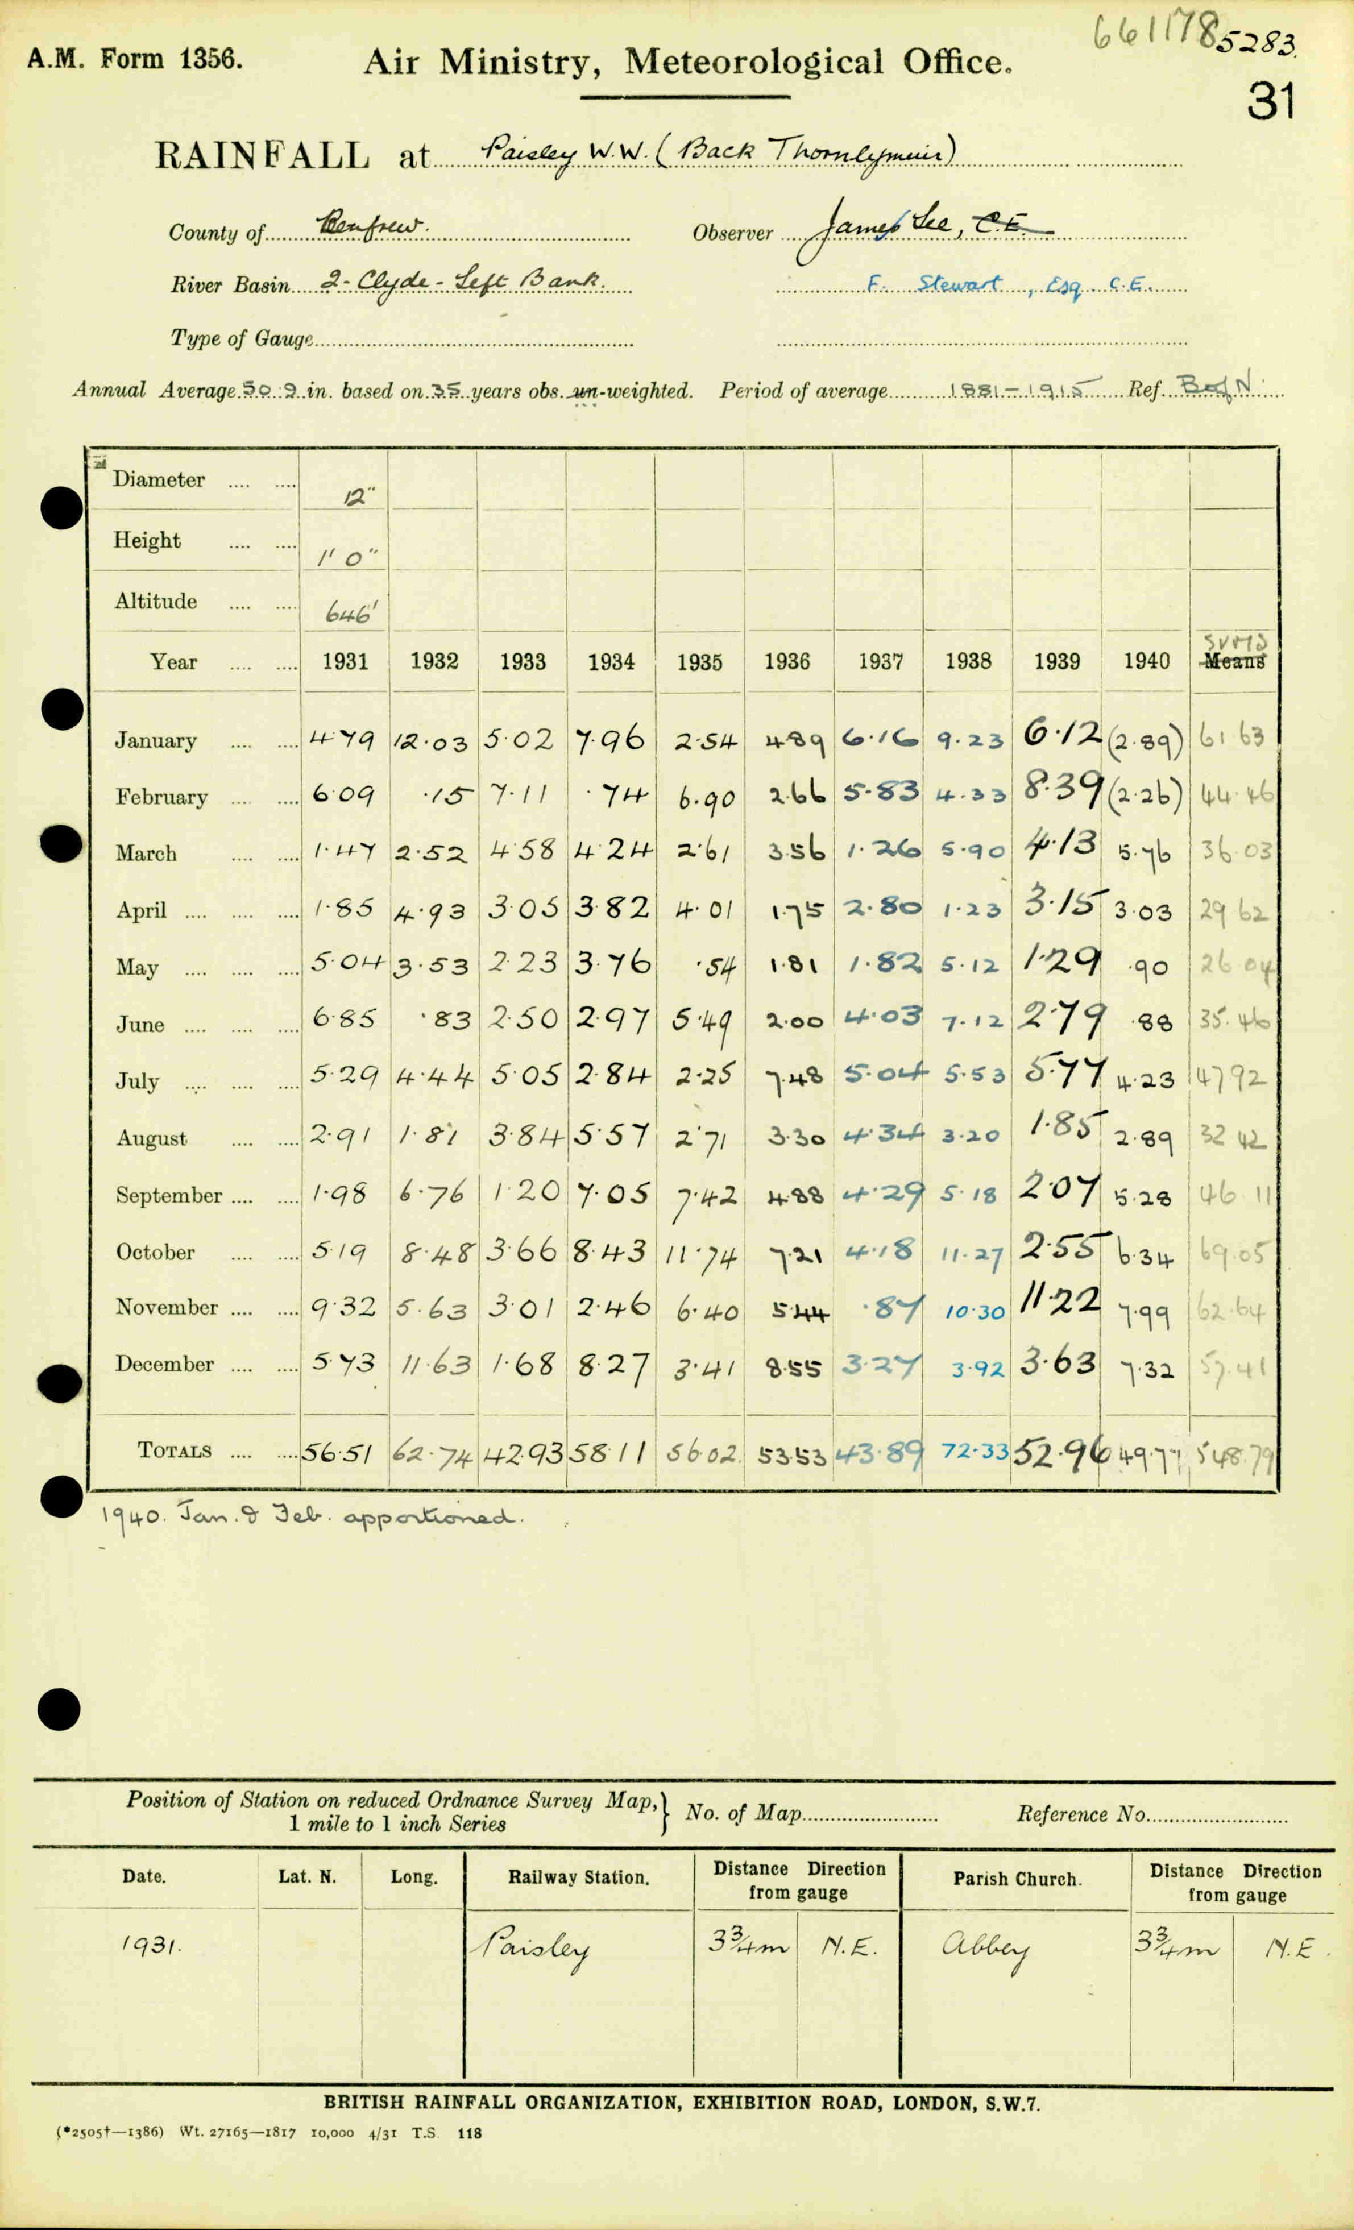 661178 5283.
A.M. Form 1356. Air Ministry, Meteorological Office.
31
RAINFALL at Paisley W.W. (Back Thornlymuir)
County of Renfrew. Observer James Lee, C.E.
River Basin 2 - Clyde - Left Bank. F. Stewart, Esq. C.E.
Type of Gauge
Annual Average 50.9 in. based on 35 years obs. un-weighted. Period of average 1881-1915 Ref. B of N.
Diameter .... .... 12"
Height .... .... 1' 0"
Altitude .... .... 646'
SUMS
Year .... .... 1931 1932 1933 1934 1935 1936 1937 1938 1939 1940 Means
January .... .... 4.79 12.03 5.02 7.96 2.54 4.89 6.16 9.23 6.12 (2.89) 61 63
February .... .... 6.09 .15 7.11 .74 6.90 2.66 5.83 4.33 8.39 (2.26) 44.46
March .... .... 1.47 2.52 4.58 4.24 2.61 3.56 1.26 5.90 4.13 5.76 36.03
April .... .... .... 1.85 4.93 3.05 3.82 4.01 1.75 2.80 1.23 3.15 3.03 29 62
May .... .... .... 5.04 3.53 2.23 3.76 .54 1.81 1.82 5.12 1.29 .90 26 04
June .... .... .... 6.85 .83 2.50 2.97 5.49 2.00 4.03 7.12 2.79 .88 35.46
July .... .... .... 5.29 4.44 5.05 2.84 2.25 7.48 5.04 5.53 5.77 4.23 47 92
August .... .... 2.91 1.81 3.84 5.57 2.71 3.30 4.34 3.20 1.85 2.89 32 42
September .... .... 1.98 6.76 1.20 7.05 7.42 4.88 4.29 5.18 2.07 5.28 46.11
October .... .... 5.19 8.48 3.66 8.43 11.74 7.21 4.18 11.27 2.55 6.34 69.05
November .... .... 9.32 5.63 3.01 2.46 6.40 5.44 .87 10.30 11.22 7.99 62.64
December .... .... 5.73 11.63 1.68 8.27 3.41 8.55 3.27 3.92 3.63 7.32 57.41
TOTALS .... .... 56.51 62.74 42.93 58.11 56.02 53.53 43.89 72.33 52.96 49.77 548.79
1940. Jan. & Feb. apportioned.
Position of Station on reduced Ordnance Survey Map, } No. of Map Reference No.
1 mile to 1 inch Series
Date. Lat. N. Long. Railway Station. Distance Direction from gauge Parish Church. Distance Direction from gauge
1931. Paisley 3¾m N.E. Abbey 3¾m N.E.
BRITISH RAINFALL ORGANIZATION, EXHIBITION ROAD, LONDON, S.W.7.
(*2505†—1386) Wt. 27165—1817 10,000 4/31 T.S. 118